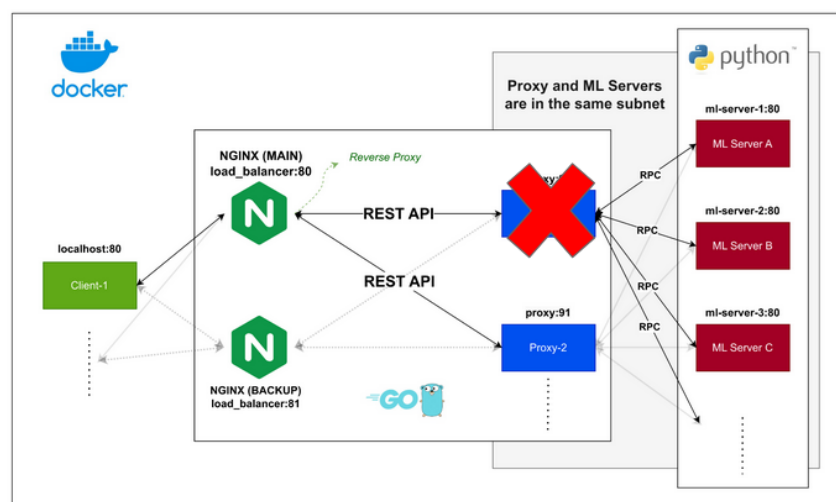 docker
python™
Proxy and ML Servers
are in the same subnet
NGINX (MAIN)
load_balancer:80
Reverse Proxy
ml-server-1:80
ML Server A
RPC
REST API
localhost:80
Client-1
ml-server-2:80
ML Server B
RPC
REST API
RPC
proxy:91
Proxy-2
ml-server-3:80
ML Server C
RPC
NGINX (BACKUP)
load_balancer:81
GO